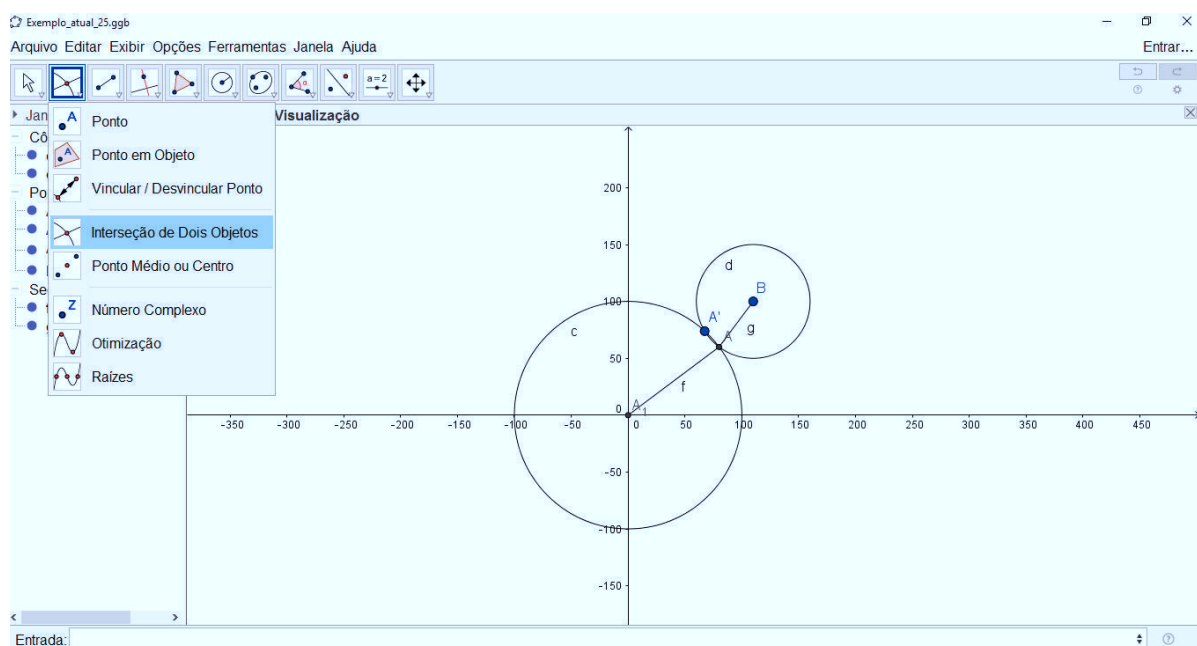 Exemplo_atual_25.ggb
Arquivo Editar Exibir Opções Ferramentas Janela Ajuda
Entrar...
a=2
Jan
Visualização
Cô
Po
Se
A Ponto
A Ponto em Objeto
Vincular / Desvincular Ponto
Interseção de Dois Objetos
Ponto Médio ou Centro
Z Número Complexo
Otimização
Raízes
200
150
100
50
0
-50
-100
-150
-350 -300 -250 -200 -150 -100 -50 0 50 100 150 200 250 300 350 400 450
d
B
A'
g
A
c
f
A1
Entrada: